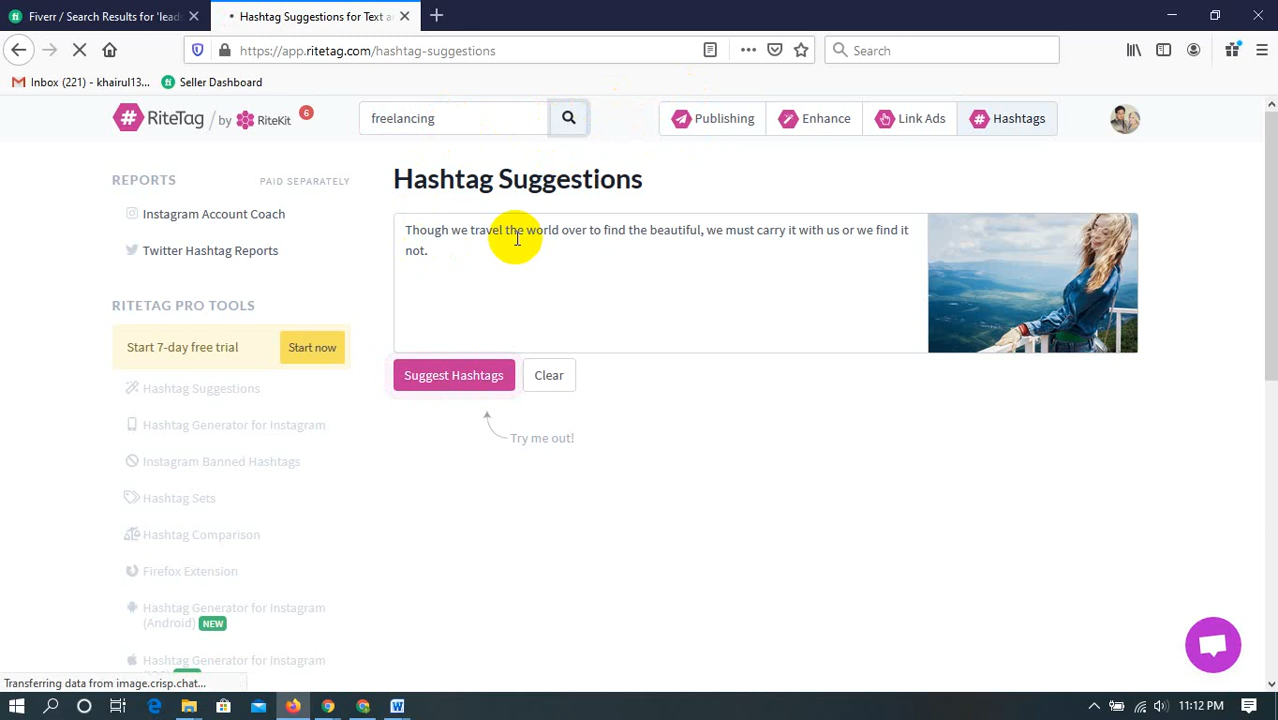 Fiverr / Search Results for 'leads
Hashtag Suggestions for Text a
https://app.ritetag.com/hashtag-suggestions
Search
Inbox (221) - khairul13...
Seller Dashboard
RiteTag / by RiteKit 6
freelancing
Publishing
Enhance
Link Ads
Hashtags
REPORTS
PAID SEPARATELY
Instagram Account Coach
Twitter Hashtag Reports
RITETAG PRO TOOLS
Start 7-day free trial
Start now
Hashtag Suggestions
Hashtag Generator for Instagram
Instagram Banned Hashtags
Hashtag Sets
Hashtag Comparison
Firefox Extension
Hashtag Generator for Instagram
(Android) NEW
Hashtag Generator for Instagram
Hashtag Suggestions
Though we travel the world over to find the beautiful, we must carry it with us or we find it
not.
Suggest Hashtags
Clear
Try me out!
Transferring data from image.crisp.chat...
11:12 PM